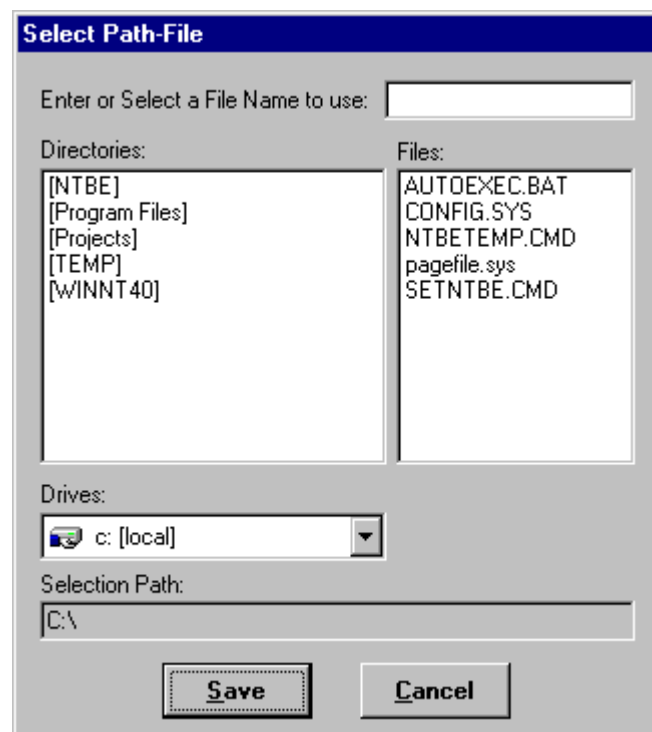 Select Path-File
Enter or Select a File Name to use:
Directories:
[NTBE]
[Program Files]
[Projects]
[TEMP]
[WINNT40]
Files:
AUTOEXEC.BAT
CONFIG.SYS
NTBETEMP.CMD
pagefile.sys
SETNTBE.CMD
Drives:
c: [local]
Selection Path:
C:\
Save
Cancel